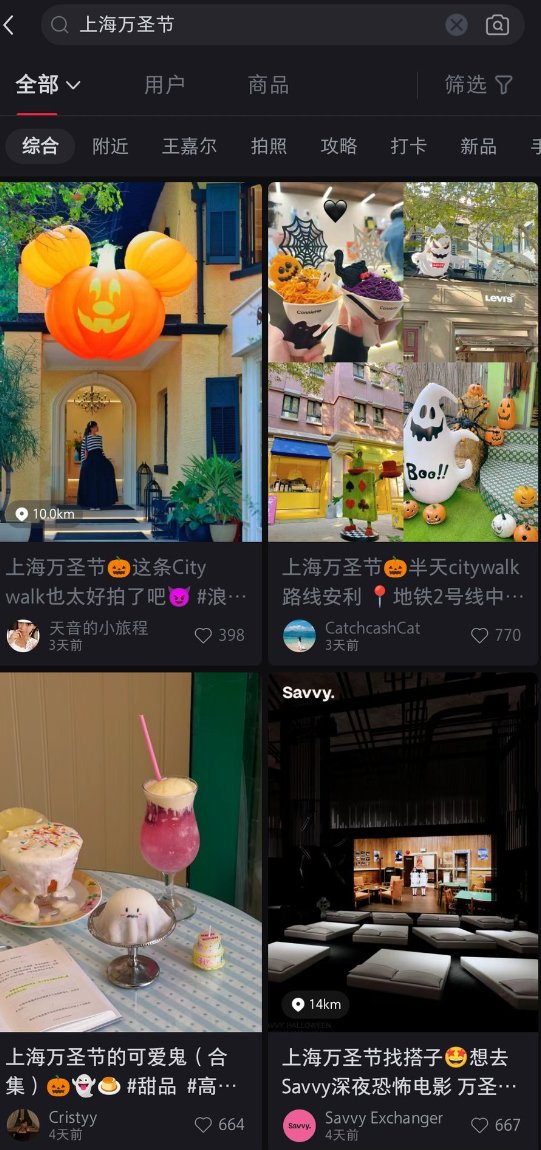 上海万圣节
全部
用户
商品
筛选
综合
附近
王嘉尔
拍照
攻略
打卡
新品
10.0km
上海万圣节🎃这条City
walk也太好拍了吧😈 #浪…
天音的小旅程
3天前
398
LEVI'S
Boo!!
上海万圣节🎃半天citywalk
路线安利 📍地铁2号线中…
CatchcashCat
3天前
770
上海万圣节的可爱鬼（合
集）🎃👻🍮 #甜品 #高…
Cristyy
4天前
664
Savvy.
14km
上海万圣节找搭子🤩想去
Savvy深夜恐怖电影 万圣…
Savvy.
Savvy Exchanger
4天前
667